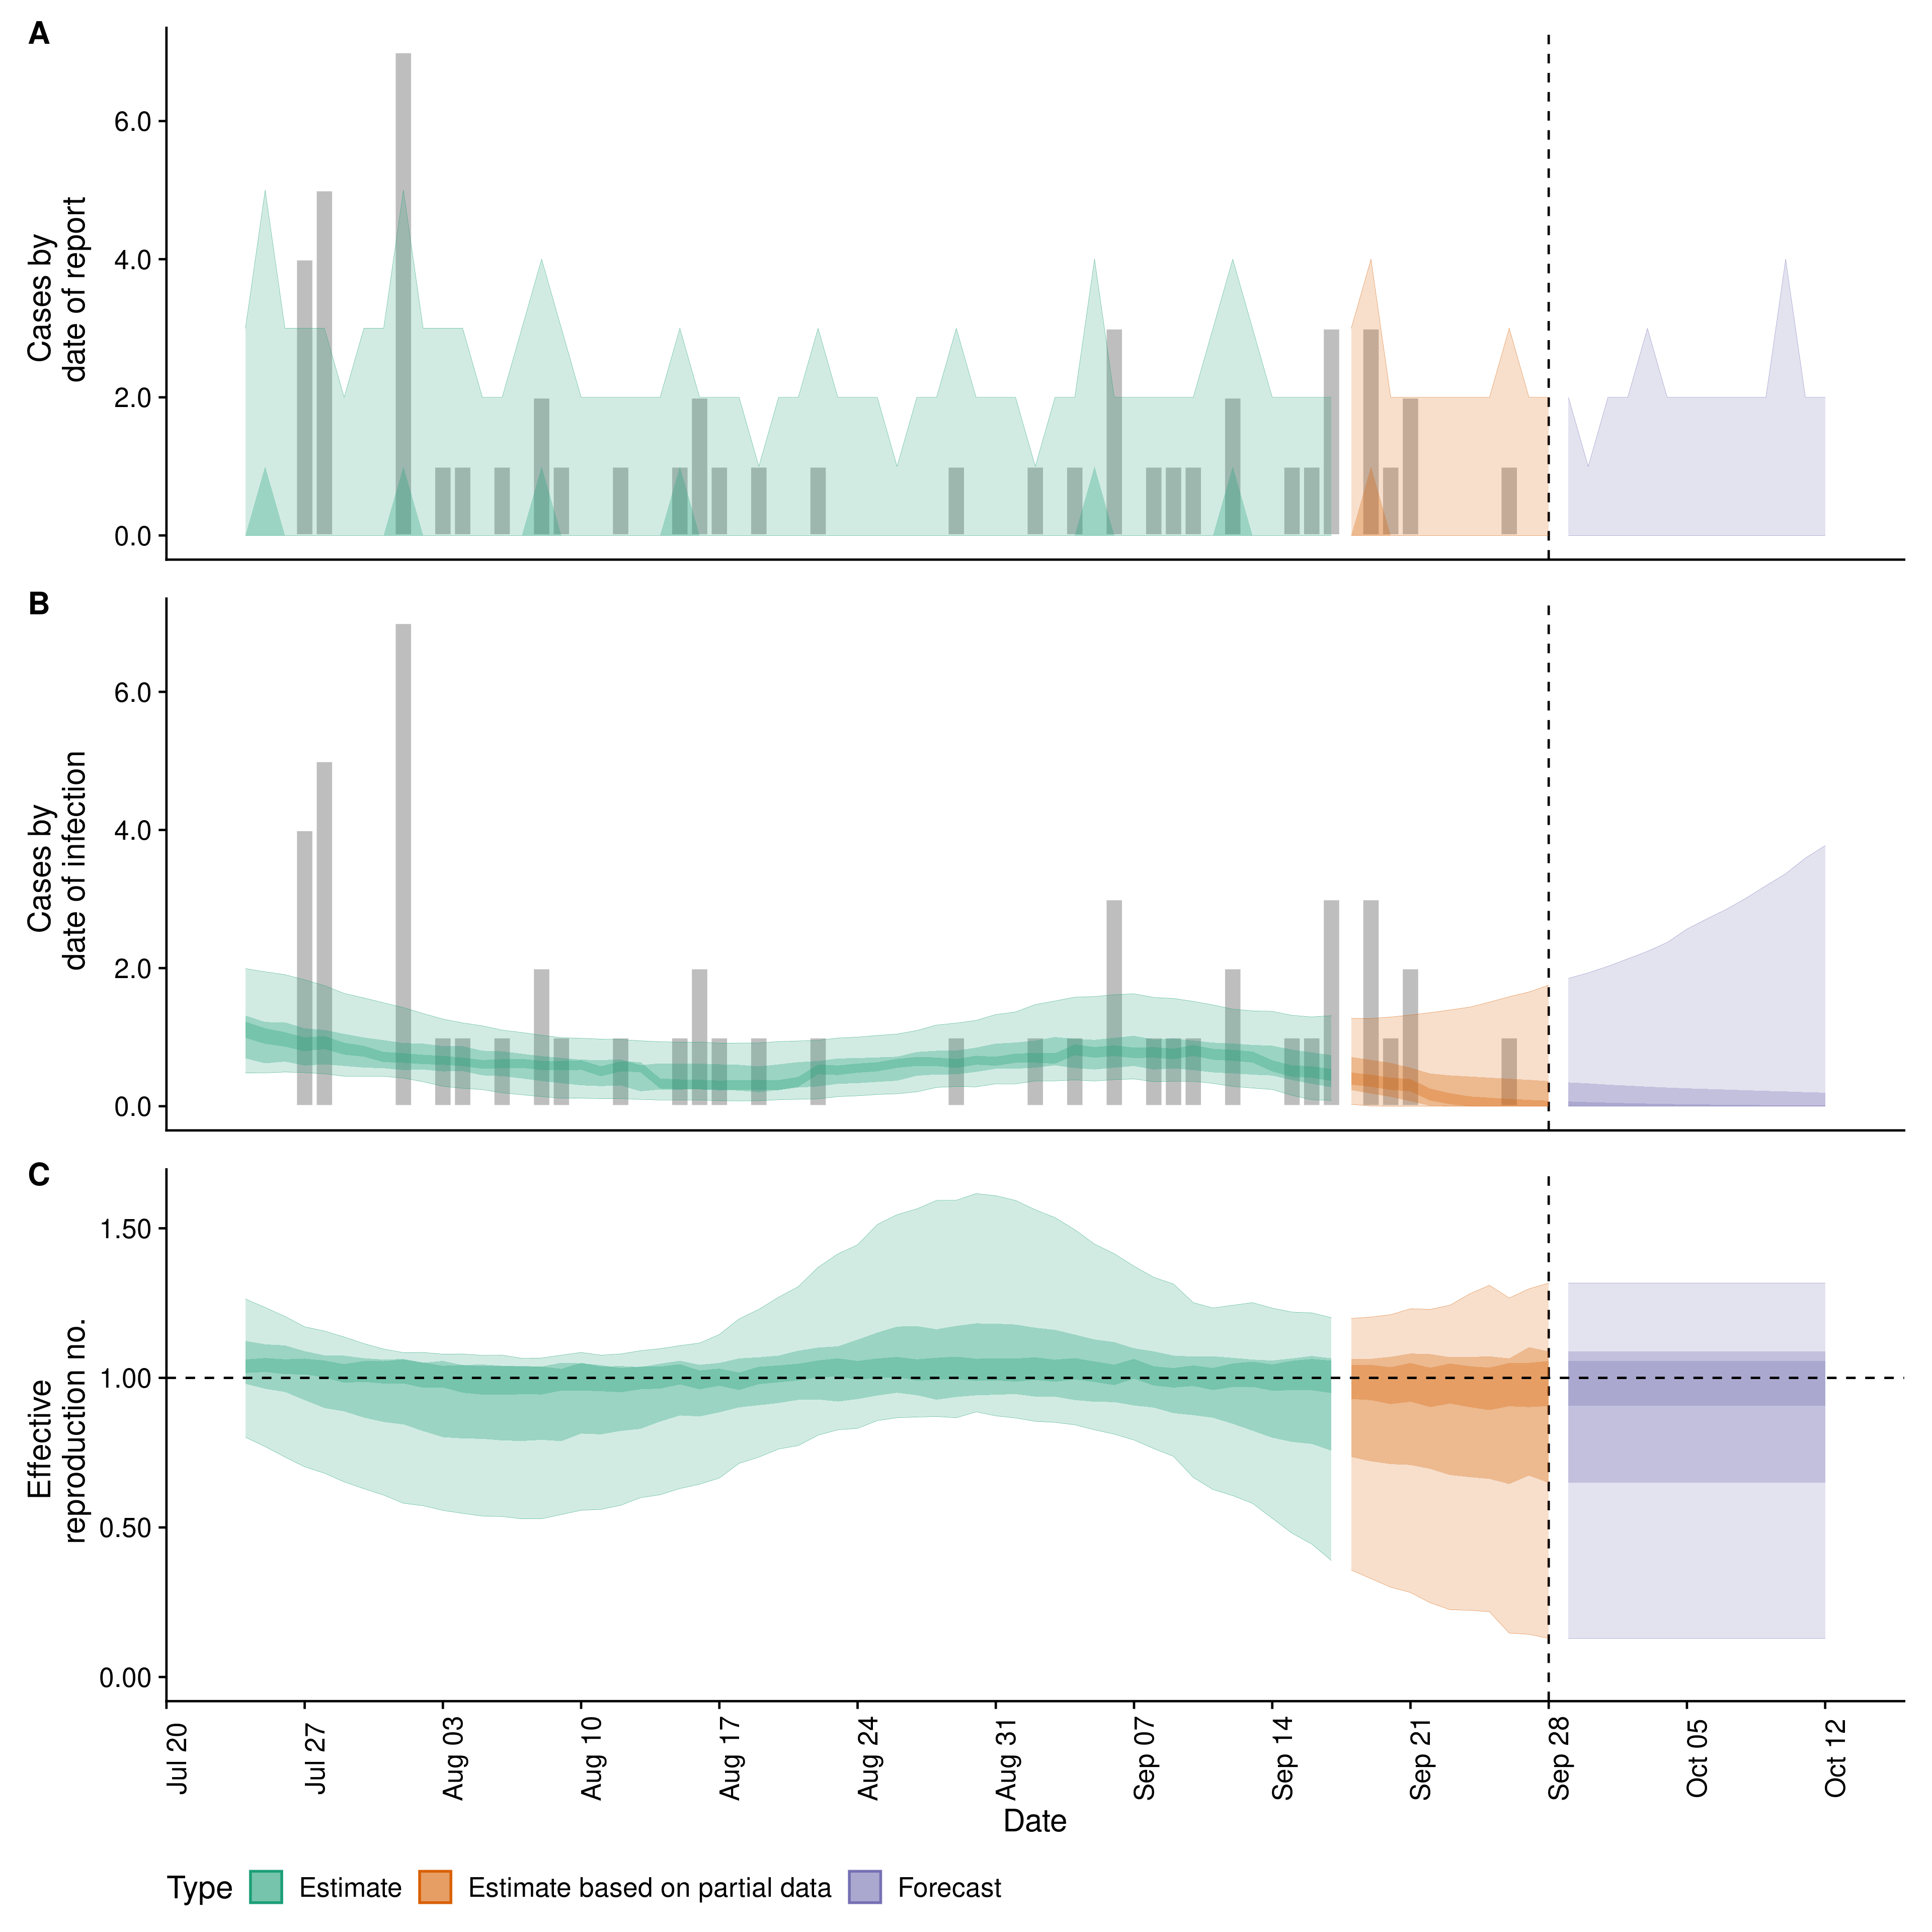 A
Cases by
date of report
6.0
4.0
2.0
0.0
B
Cases by
date of infection
6.0
4.0
2.0
0.0
C
Effective
reproduction no.
1.50
1.00
0.50
0.00
Jul 20
Jul 27
Aug 03
Aug 10
Aug 17
Aug 24
Aug 31
Sep 07
Sep 14
Sep 21
Sep 28
Oct 05
Oct 12
Date
Type Estimate Estimate based on partial data Forecast